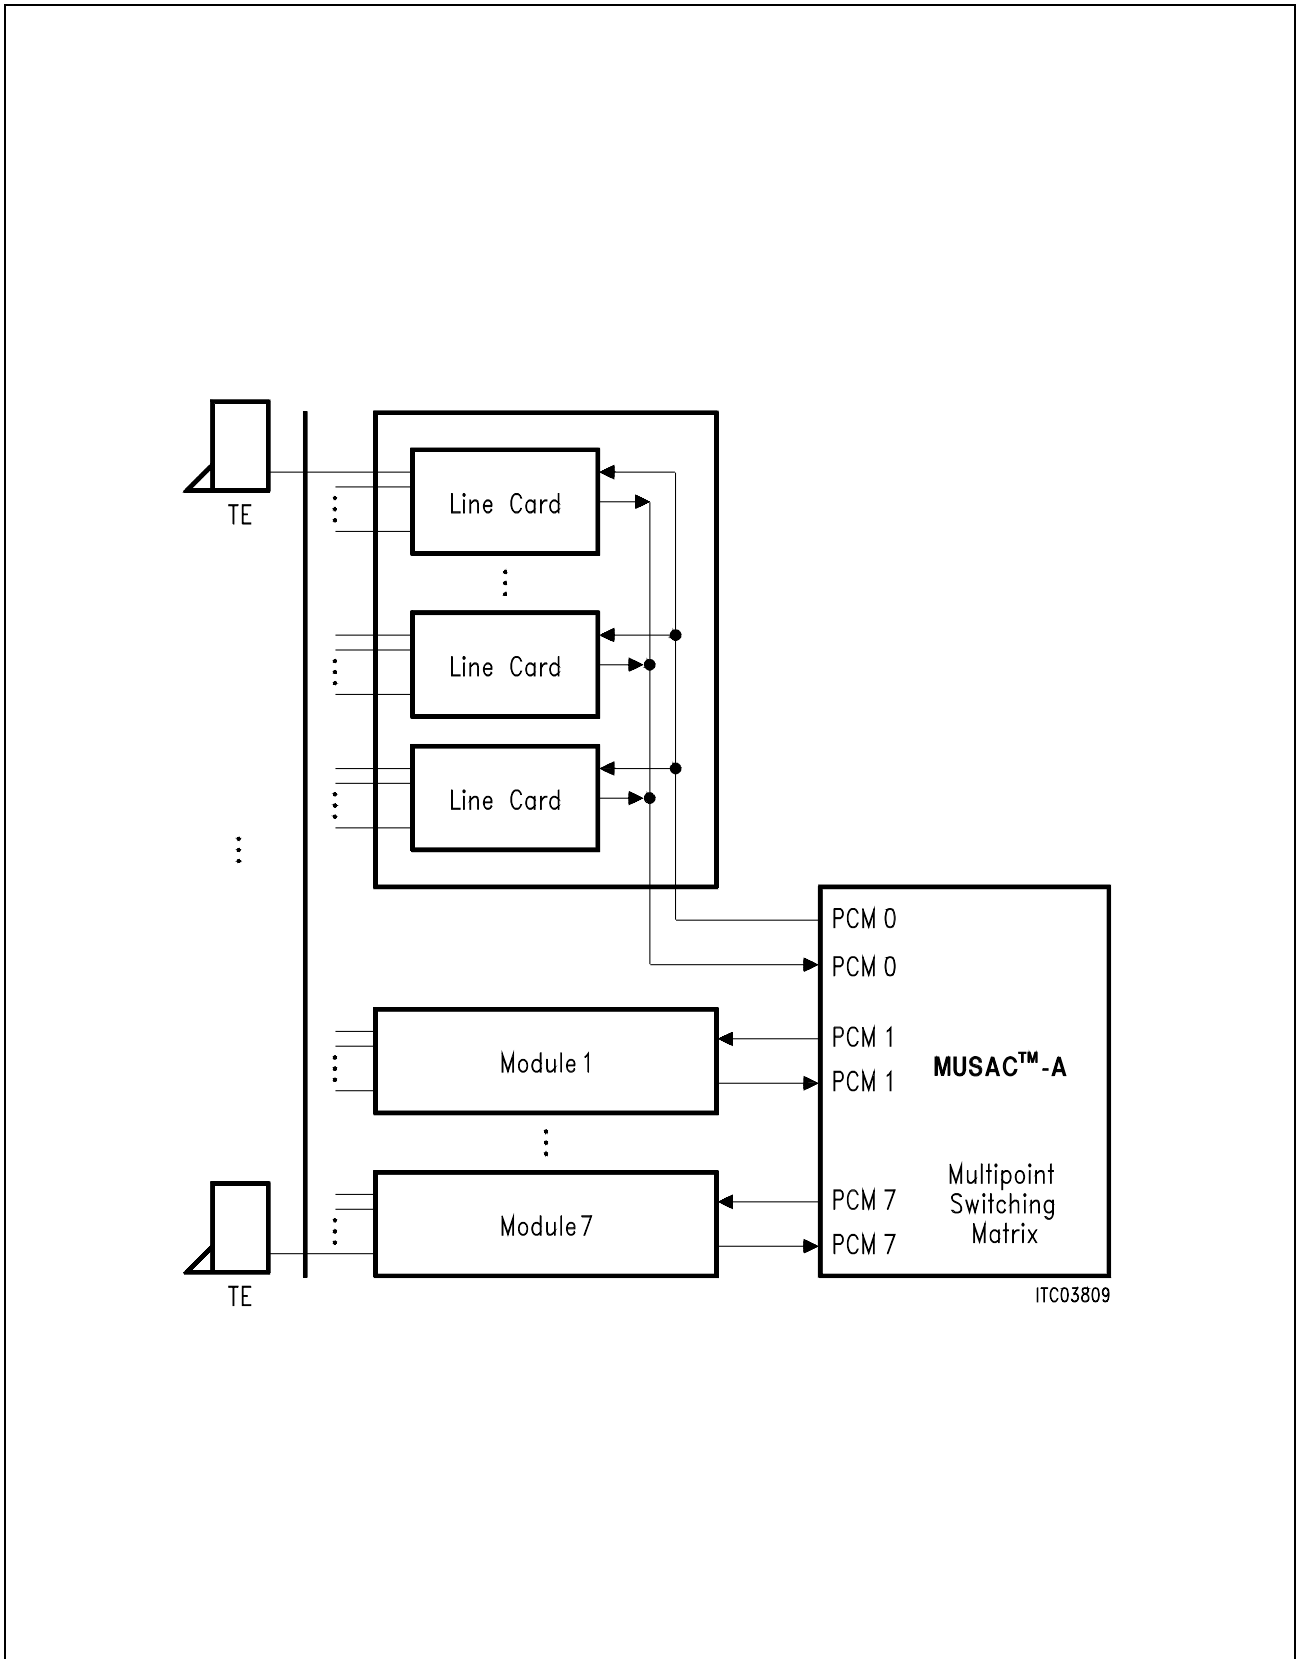 TE
Line Card
Line Card
Line Card
PCM 0
PCM 0
Module 1
PCM 1
PCM 1
MUSAC™-A
Module 7
PCM 7
PCM 7
Multipoint
Switching
Matrix
TE
ITC03809